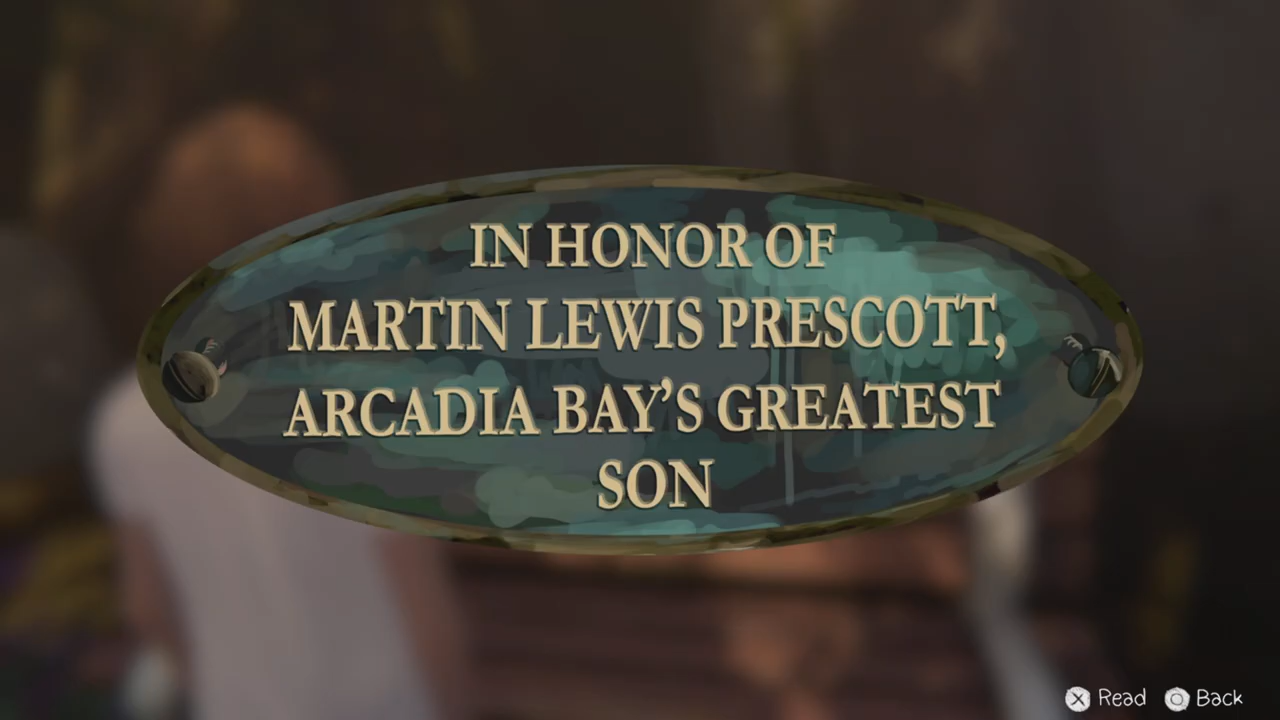 IN HONOR OF
MARTIN LEWIS PRESCOTT,
ARCADIA BAY'S GREATEST
SON
Read Back